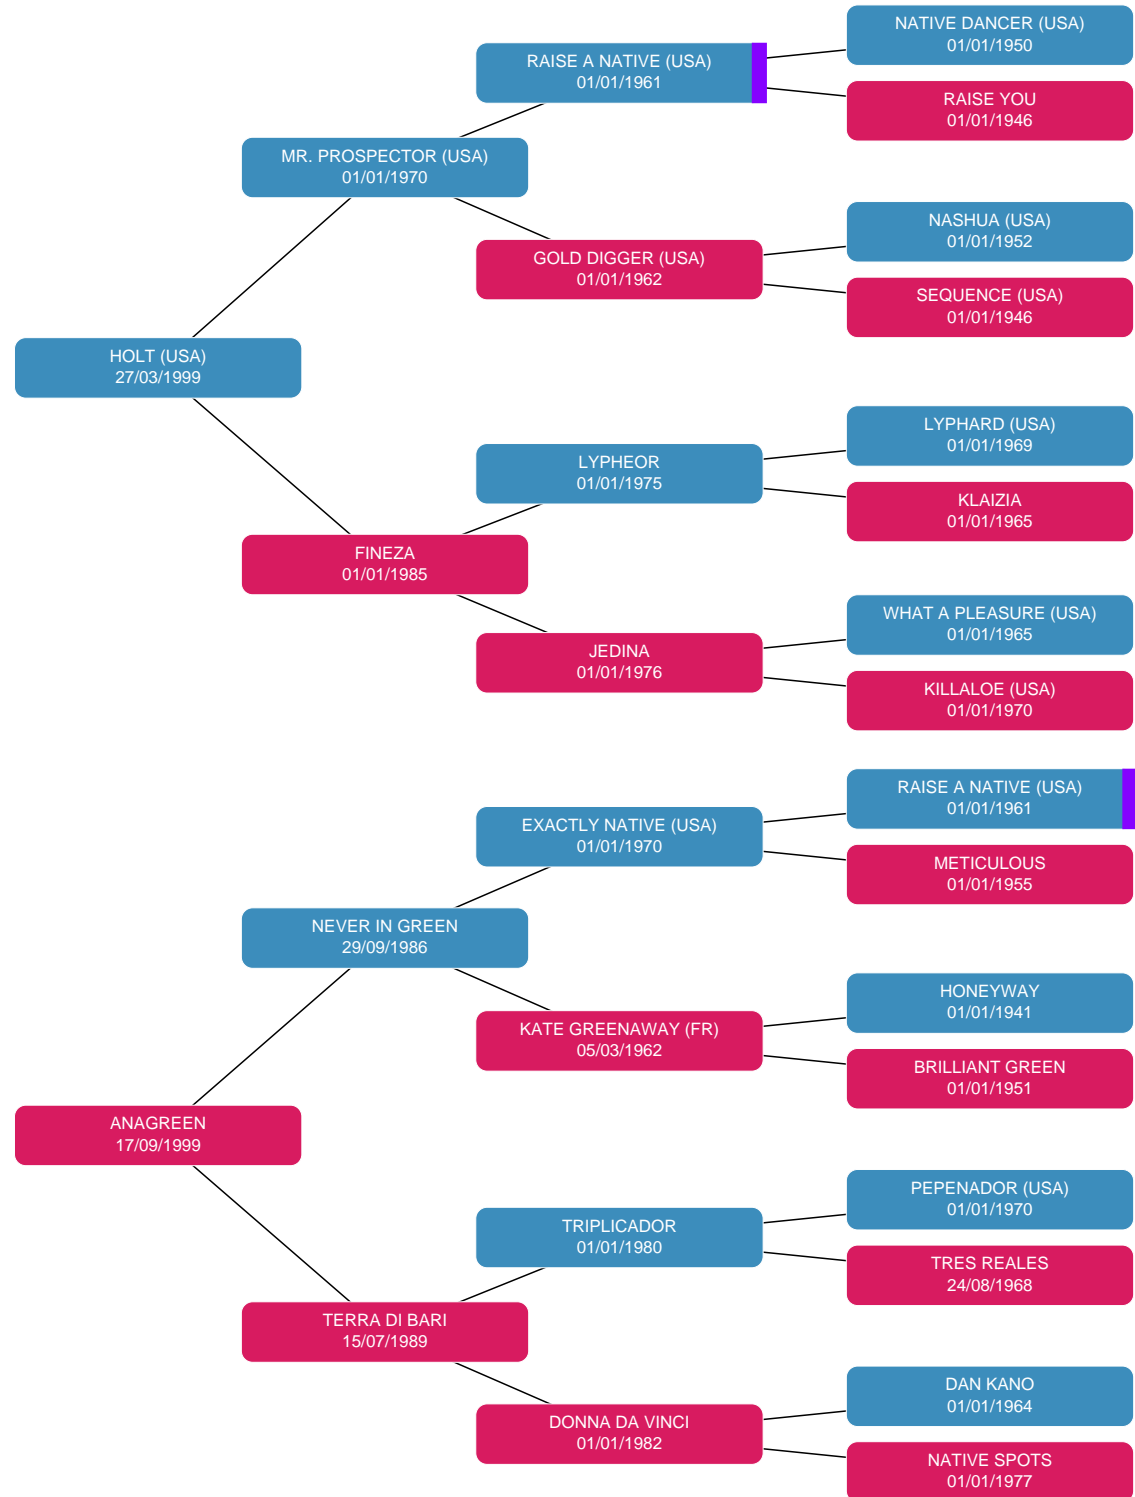 NATIVE DANCER (USA)
01/01/1950
RAISE A NATIVE (USA)
01/01/1961
RAISE YOU
01/01/1946
MR. PROSPECTOR (USA)
01/01/1970
NASHUA (USA)
01/01/1952
GOLD DIGGER (USA)
01/01/1962
SEQUENCE (USA)
01/01/1946
HOLT (USA)
27/03/1999
LYPHARD (USA)
01/01/1969
LYPHEOR
01/01/1975
KLAIZIA
01/01/1965
FINEZA
01/01/1985
WHAT A PLEASURE (USA)
01/01/1965
JEDINA
01/01/1976
KILLALOE (USA)
01/01/1970
RAISE A NATIVE (USA)
01/01/1961
EXACTLY NATIVE (USA)
01/01/1970
METICULOUS
01/01/1955
NEVER IN GREEN
29/09/1986
HONEYWAY
01/01/1941
KATE GREENAWAY (FR)
05/03/1962
BRILLIANT GREEN
01/01/1951
ANAGREEN
17/09/1999
PEPENADOR (USA)
01/01/1970
TRIPLICADOR
01/01/1980
TRES REALES
24/08/1968
TERRA DI BARI
15/07/1989
DAN KANO
01/01/1964
DONNA DA VINCI
01/01/1982
NATIVE SPOTS
01/01/1977